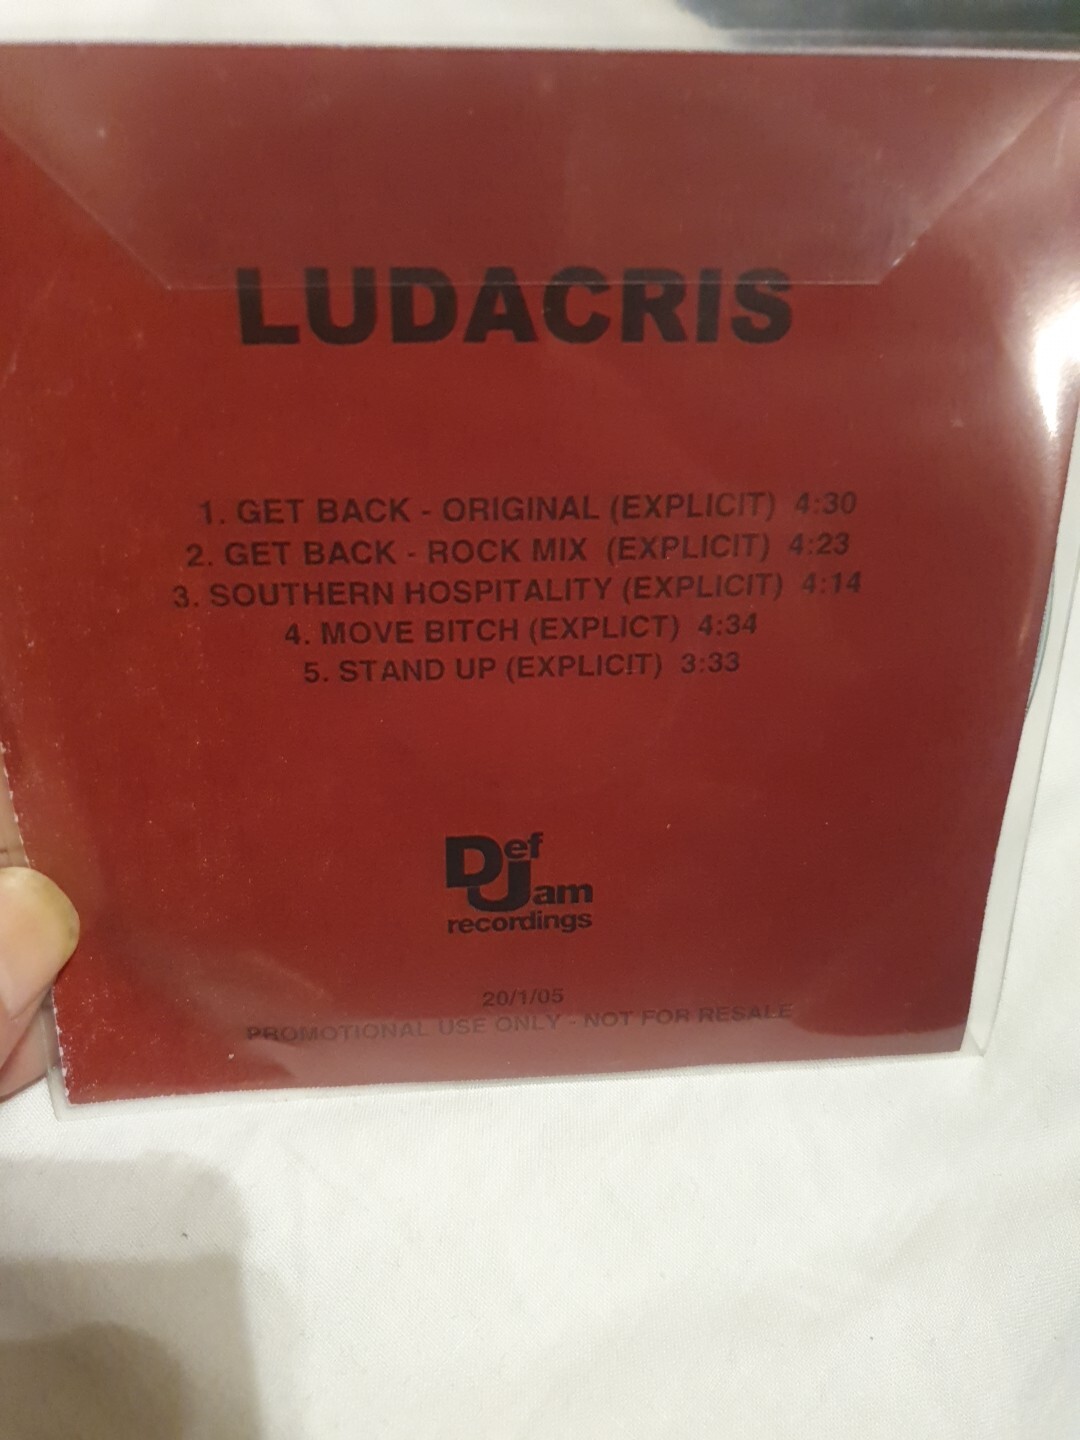 LUDACRIS
1. GET BACK - ORIGINAL (EXPLICIT) 4:30
2. GET BACK - ROCK MIX (EXPLICIT) 4:23
3. SOUTHERN HOSPITALITY (EXPLICIT) 4:14
4. MOVE BITCH (EXPLICT) 4:34
5. STAND UP (EXPLICIT) 3:33
Def
Jam
recordings
20/1/05
PROMOTIONAL USE ONLY - NOT FOR RESALE